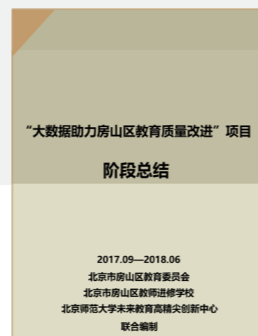 “大数据助力房山区教育质量改进”项目
阶段总结
2017.09—2018.06
北京市房山区教育委员会
北京市房山区教师进修学校
北京师范大学未来教育高精尖创新中心
联合编制